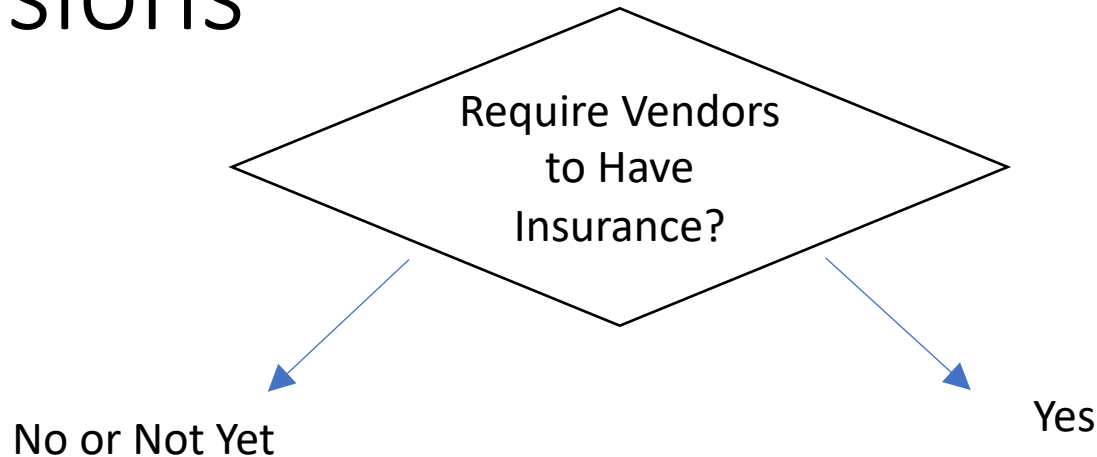 sions
Require Vendors
to Have
Insurance?
No or Not Yet
Yes